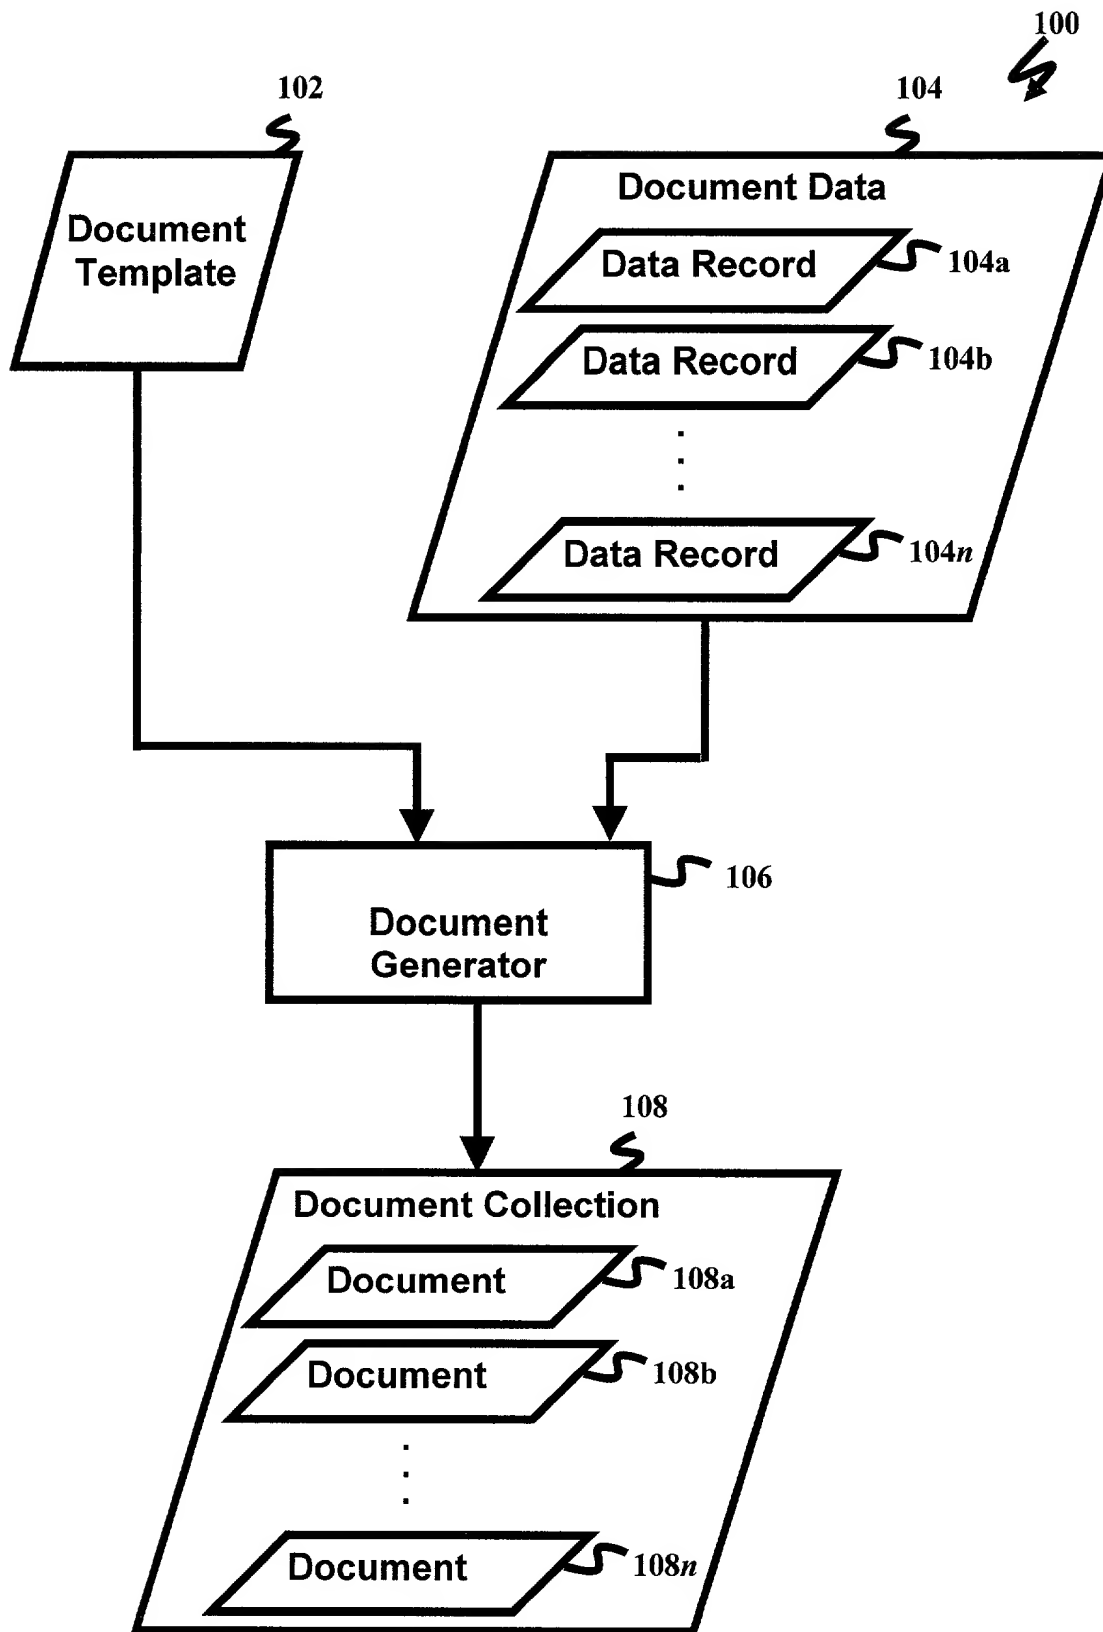 100
102
104
Document
Template
Document Data
Data Record
104a
Data Record
104b
Data Record
104n
106
Document
Generator
108
Document Collection
Document
108a
Document
108b
Document
108n